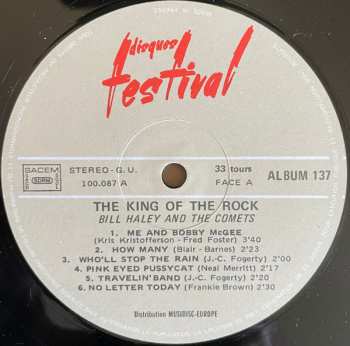 disques
festival
SACEM
SDRM
STEREO-G.U.
100.087 A
33 tours
FACE A
ALBUM 137
THE KING OF THE ROCK
BILL HALEY AND THE COMETS
1. ME AND BOBBY McGEE
(Kris Kristofferson - Fred Foster) 3'40
2. HOW MANY (Blair - Barnes) 2'23
3. WHO'LL STOP THE RAIN (J.-C. Fogerty) 2'00
4. PINK EYED PUSSYCAT (Neal Merritt) 2'17
5. TRAVELIN'BAND (J.-C. Fogerty) 2'20
6. NO LETTER TODAY (Frankie Brown) 2'30
Distribution MUSIDISC-EUROPE